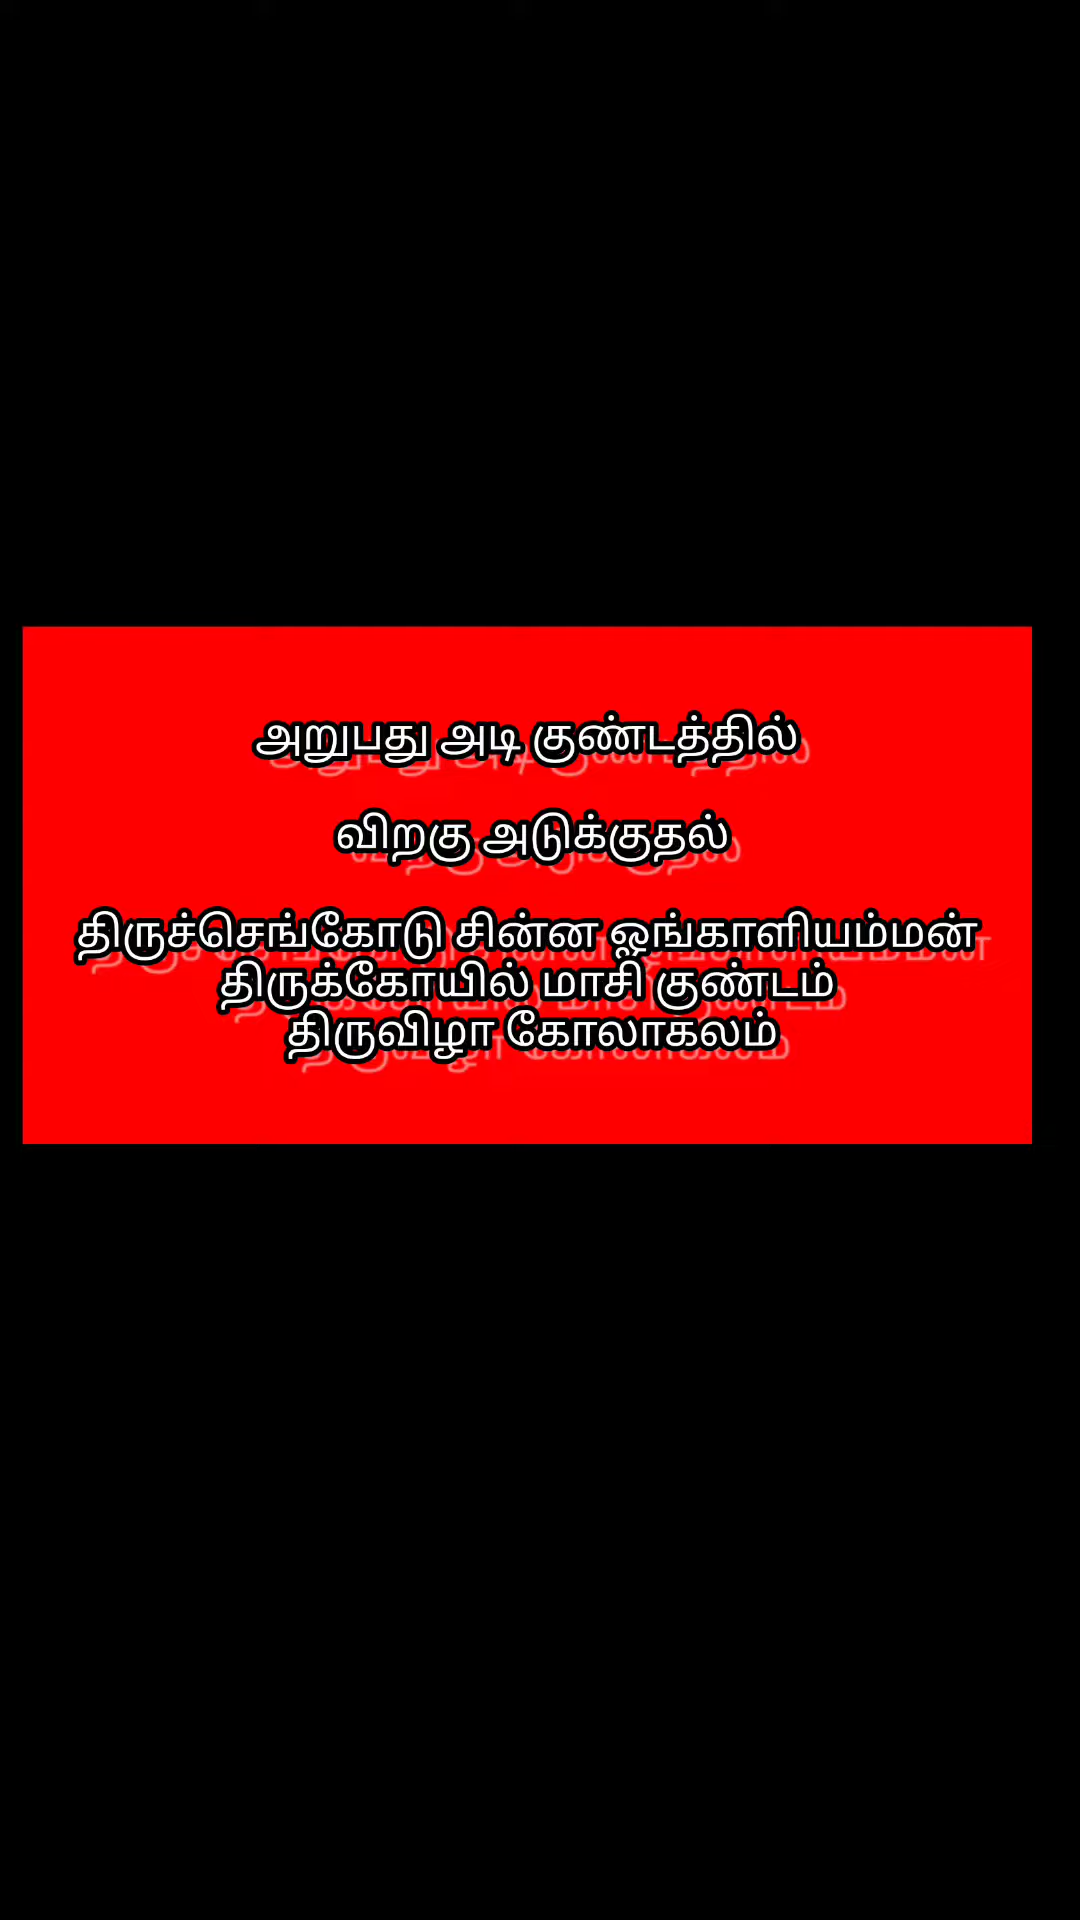 அறுபது அடி குண்டத்தில்
விறகு அடுக்குதல்
திருச்செங்கோடு சின்ன ஓங்காளியம்மன்
திருக்கோயில் மாசி குண்டம்
திருவிழா கோலாகலம்